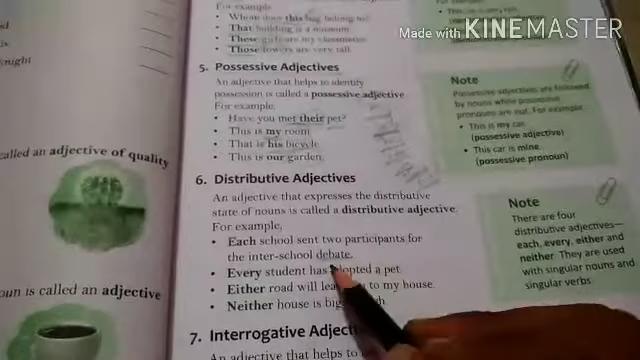 For example
Made with KINEMASTER
• Whom does this bag belong to?
• That building is a museum.
• These girls are my classmates.
• Those towers are very tall.
5. Possessive Adjectives
An adjective that helps to identify
possession is called a possessive adjective
For example,
• Have you met their pet?
• This is my room
• That is his bicycle
• This is our garden.
6. Distributive Adjectives
An adjective that expresses the distributive
state of nouns is called a distributive adjective.
For example,
• Each school sent two participants for
the inter-school debate.
• Every student has adopted a pet
• Either road will to my house.
• Neither house is
7. Interrogative
An adjective that helps to
Note
Possessive adjectives are followed
by nouns while possessive
pronouns are not. For example
• This is my car.
(possessive adjective)
• This car is mine.
(possessive pronoun)
Note
There are four
distributive adjectives—
each, every, either and
neither. They are used
with singular nouns and
singular verbs
called an adjective of quality
oun is called an adjective